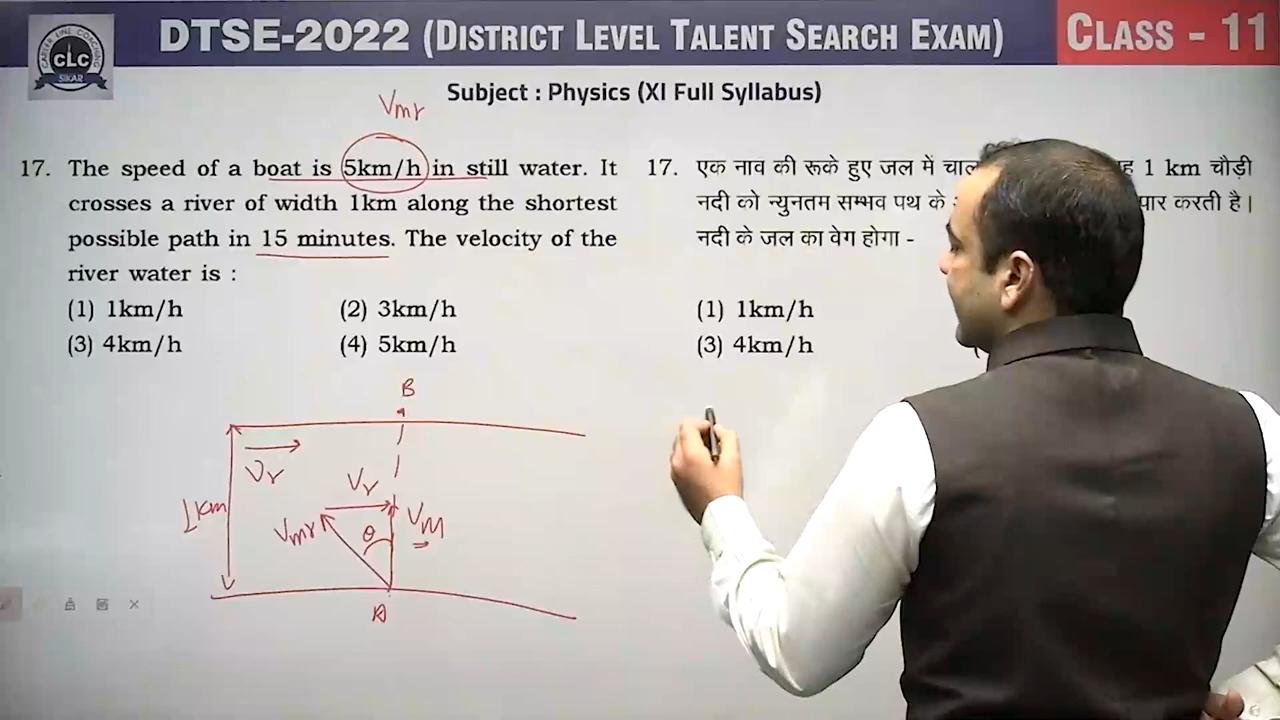 CAREER LINE COACHING
CLC
SIKAR
DTSE-2022 (DISTRICT LEVEL TALENT SEARCH EXAM)
CLASS - 11
Subject : Physics (XI Full Syllabus)
Vmr
17. The speed of a boat is 5km/h in still water. It
crosses a river of width 1km along the shortest
possible path in 15 minutes. The velocity of the
river water is :
(1) 1km/h (2) 3km/h
(3) 4km/h (4) 5km/h
17. एक नाव की रूके हुए जल में चाल ह 1 km चौड़ी
नदी को न्युनतम सम्भव पथ के पार करती है।
नदी के जल का वेग होगा -
(1) 1km/h
(3) 4km/h
B
Vr
1km
Vr
Vmr
θ
VM
A